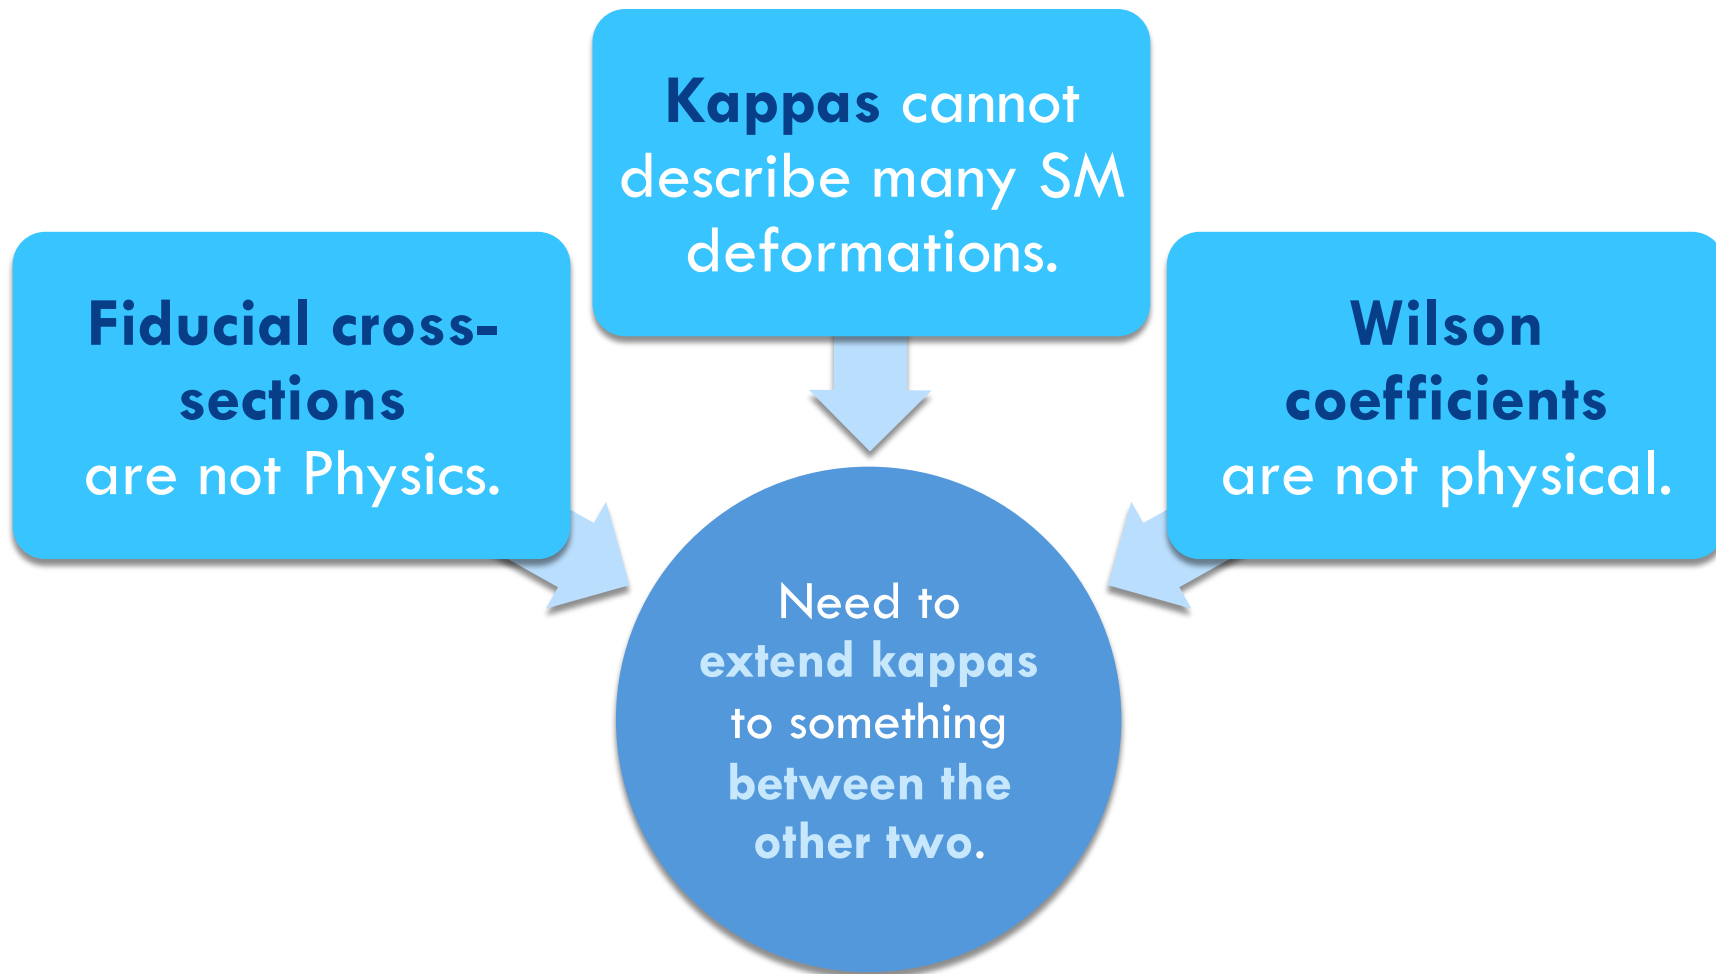 Kappas cannot
describe many SM
deformations.
Fiducial cross-
sections
are not Physics.
Wilson
coefficients
are not physical.
Need to
extend kappas
to something
between the
other two.